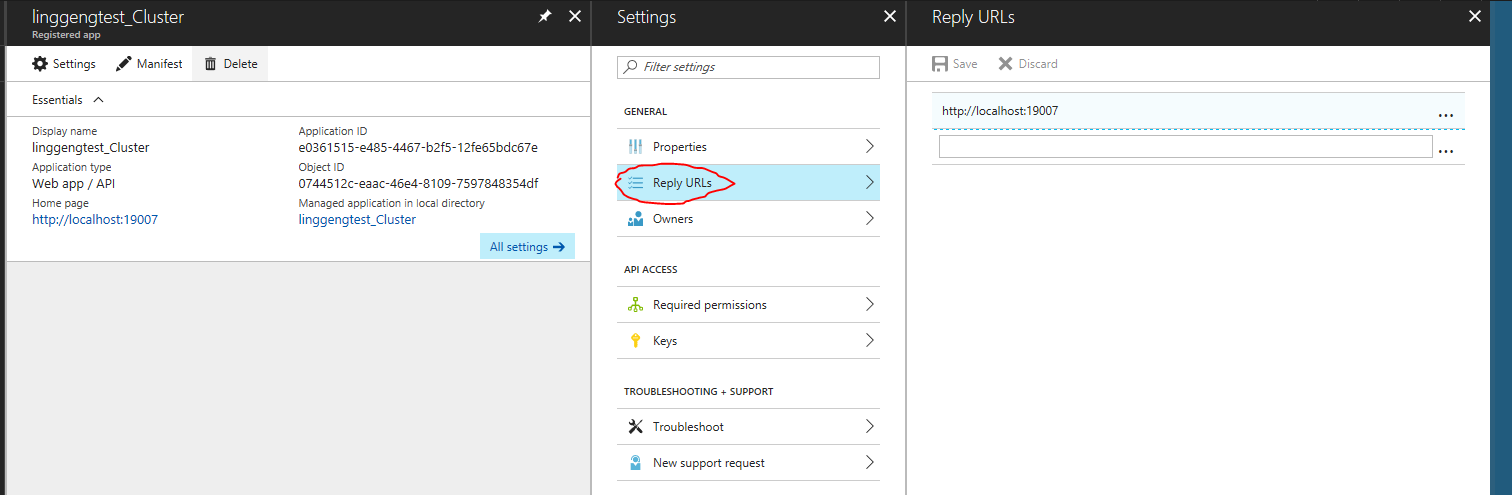 linggengtest_Cluster
Registered app
Settings
Manifest
Delete
Essentials
Display name
linggengtest_Cluster
Application type
Web app / API
Home page
http://localhost:19007
Application ID
e0361515-e485-4467-b2f5-12fe65bdc67e
Object ID
0744512c-eaac-46e4-8109-7597848354df
Managed application in local directory
linggengtest_Cluster
All settings
Settings
Filter settings
GENERAL
Properties
Reply URLs
Owners
API ACCESS
Required permissions
Keys
TROUBLESHOOTING + SUPPORT
Troubleshoot
New support request
Reply URLs
Save
Discard
http://localhost:19007
...
...